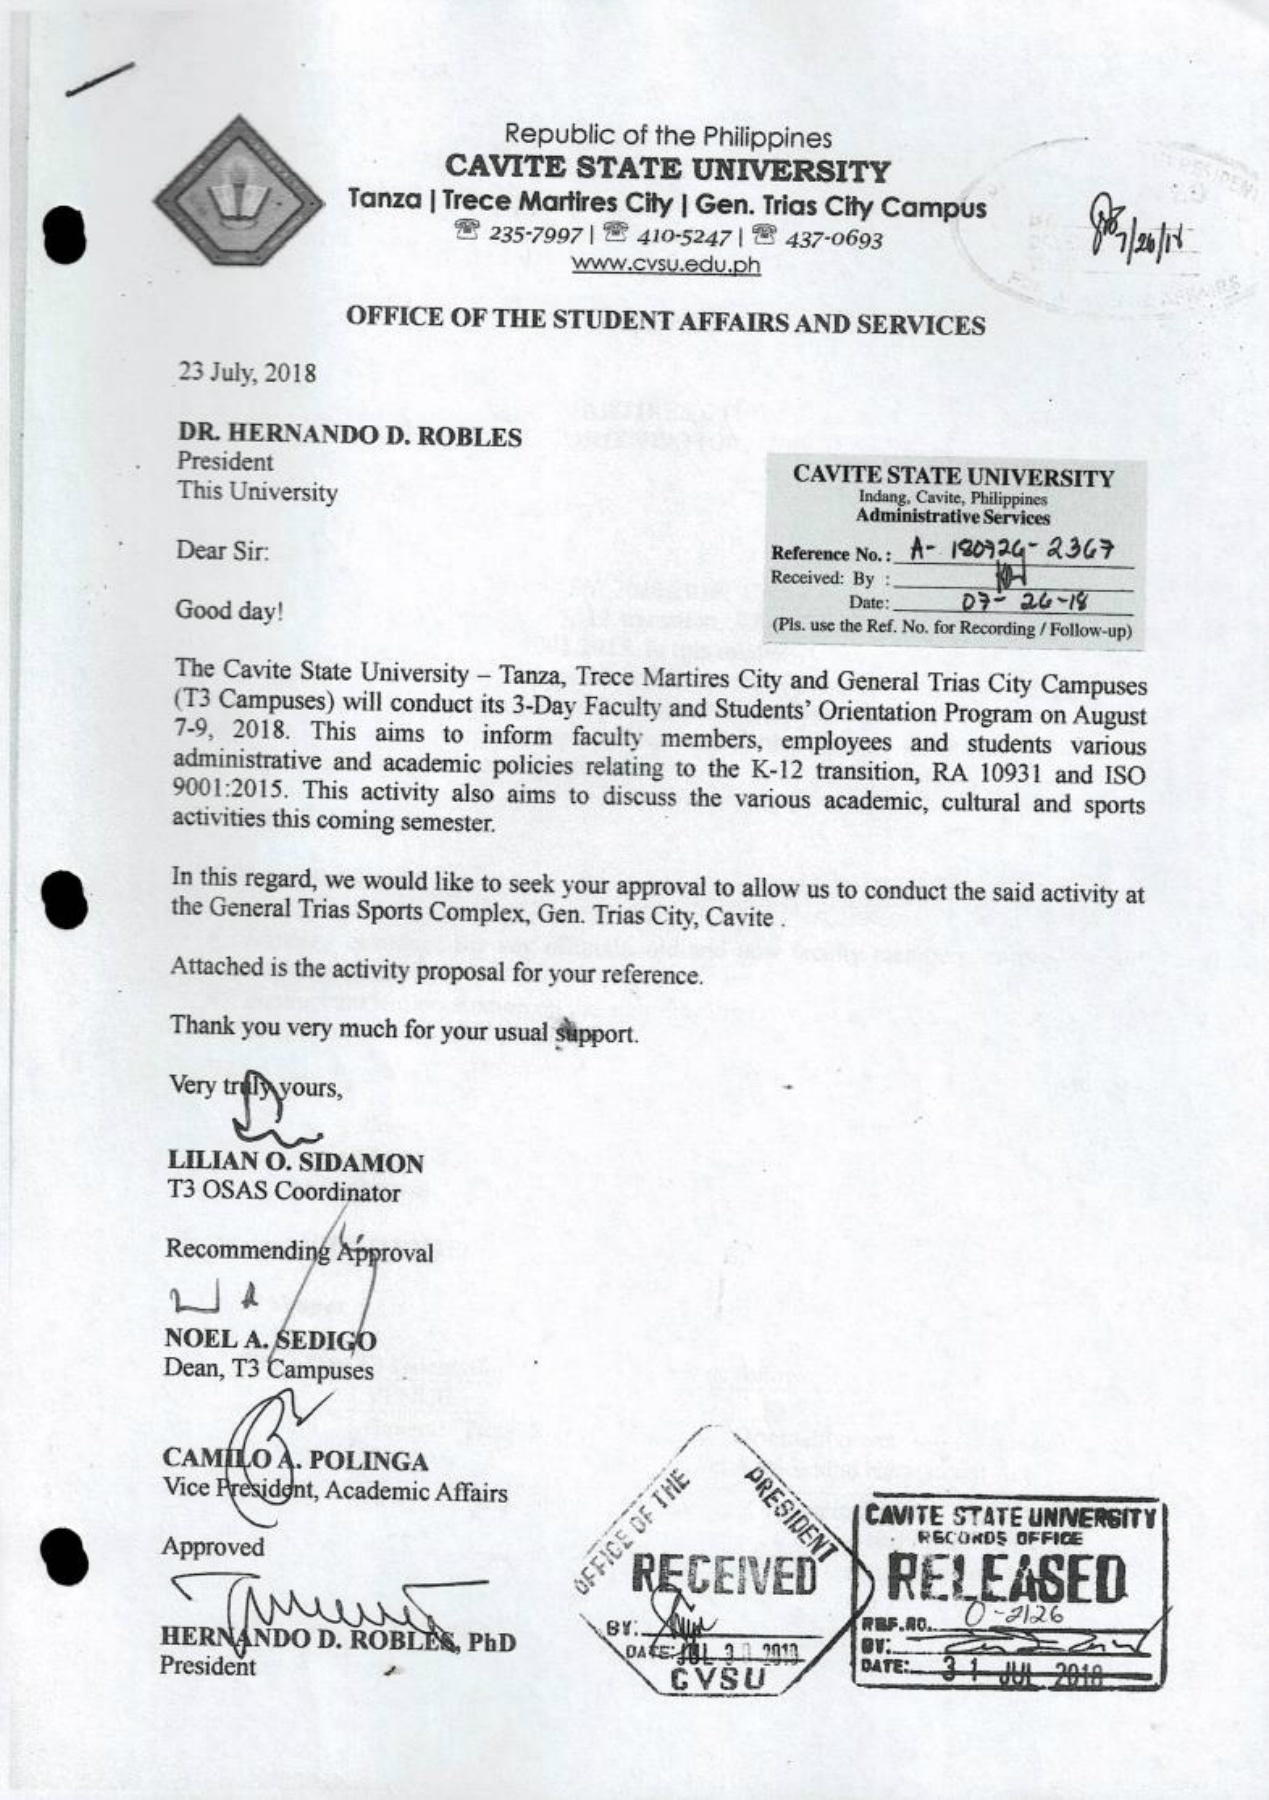 Republic of the Philippines
CAVITE STATE UNIVERSITY
Tanza | Trece Martires City | Gen. Trias City Campus
☏ 235-7997 | ☏ 410-5247 | ☏ 437-0693
www.cvsu.edu.ph
7/26/18
OFFICE OF THE STUDENT AFFAIRS AND SERVICES
23 July, 2018
DR. HERNANDO D. ROBLES
President
This University
CAVITE STATE UNIVERSITY
Indang, Cavite, Philippines
Administrative Services
Reference No.: A- 180726-2367
Received: By :
Date: 07-26-18
(Pls. use the Ref. No. for Recording / Follow-up)
Dear Sir:
Good day!
The Cavite State University – Tanza, Trece Martires City and General Trias City Campuses
(T3 Campuses) will conduct its 3-Day Faculty and Students' Orientation Program on August
7-9, 2018. This aims to inform faculty members, employees and students various
administrative and academic policies relating to the K-12 transition, RA 10931 and ISO
9001:2015. This activity also aims to discuss the various academic, cultural and sports
activities this coming semester.
In this regard, we would like to seek your approval to allow us to conduct the said activity at
the General Trias Sports Complex, Gen. Trias City, Cavite .
Attached is the activity proposal for your reference.
Thank you very much for your usual support.
Very truly yours,
LILIAN O. SIDAMON
T3 OSAS Coordinator
Recommending Approval
NOEL A. SEDIGO
Dean, T3 Campuses
CAMILO A. POLINGA
Vice President, Academic Affairs
Approved
HERNANDO D. ROBLES, PhD
President
OFFICE OF THE PRESIDENT
RECEIVED
BY:
DATE: JUL 30 2018
CVSU
CAVITE STATE UNIVERSITY
RECORDS OFFICE
RELEASED
REF.NO. 0-2126
BY:
DATE: 31 JUL 2018